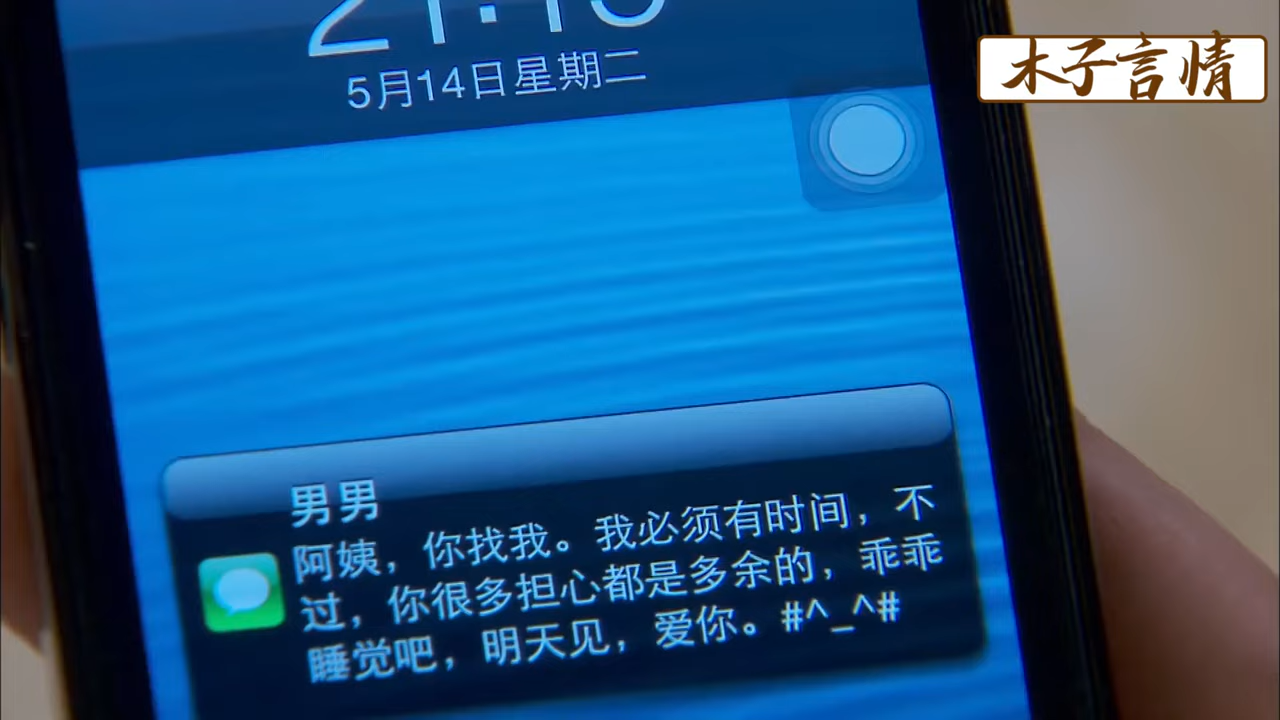 木子言情
5月14日星期二
男男
阿姨，你找我。我必须有时间，不
过，你很多担心都是多余的，乖乖
睡觉吧，明天见，爱你。#^_^#